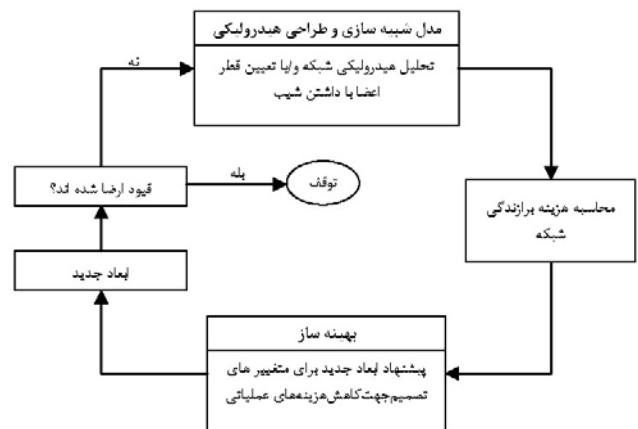 مدل شبیه سازی و طراحی هیدرولیکی
تحلیل هیدرولیکی شبکه و/یا تعیین قطر
اعضا با داشتن شیب
نه
قیود ارضا شده اند؟
بله
توقف
محاسبه هزینه برازندگی
شبکه
ابعاد جدید
بهینه ساز
پیشنهاد ابعاد جدید برای متغییر های
تصمیم جهت کاهش هزینه‌های عملیاتی